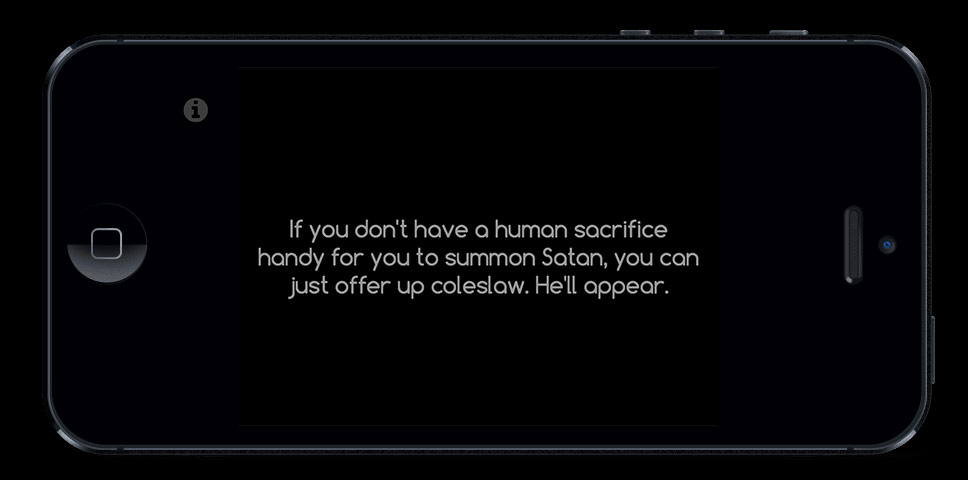 If you don't have a human sacrifice
handy for you to summon Satan, you can
just offer up coleslaw. He'll appear.